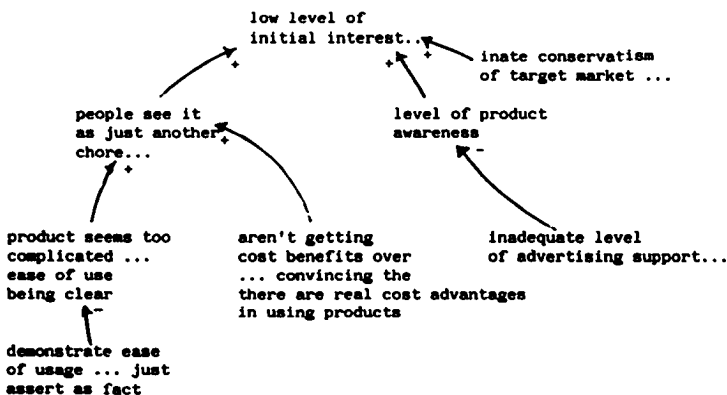 low level of
initial interest..
+
+
+
inate conservatism
of target market ...
people see it
as just another
chore...
+
+
level of product
awareness
-
product seems too
complicated ...
ease of use
being clear
-
aren't getting
cost benefits over
... convincing the
there are real cost advantages
in using products
inadequate level
of advertising support...
demonstrate ease
of usage ... just
assert as fact